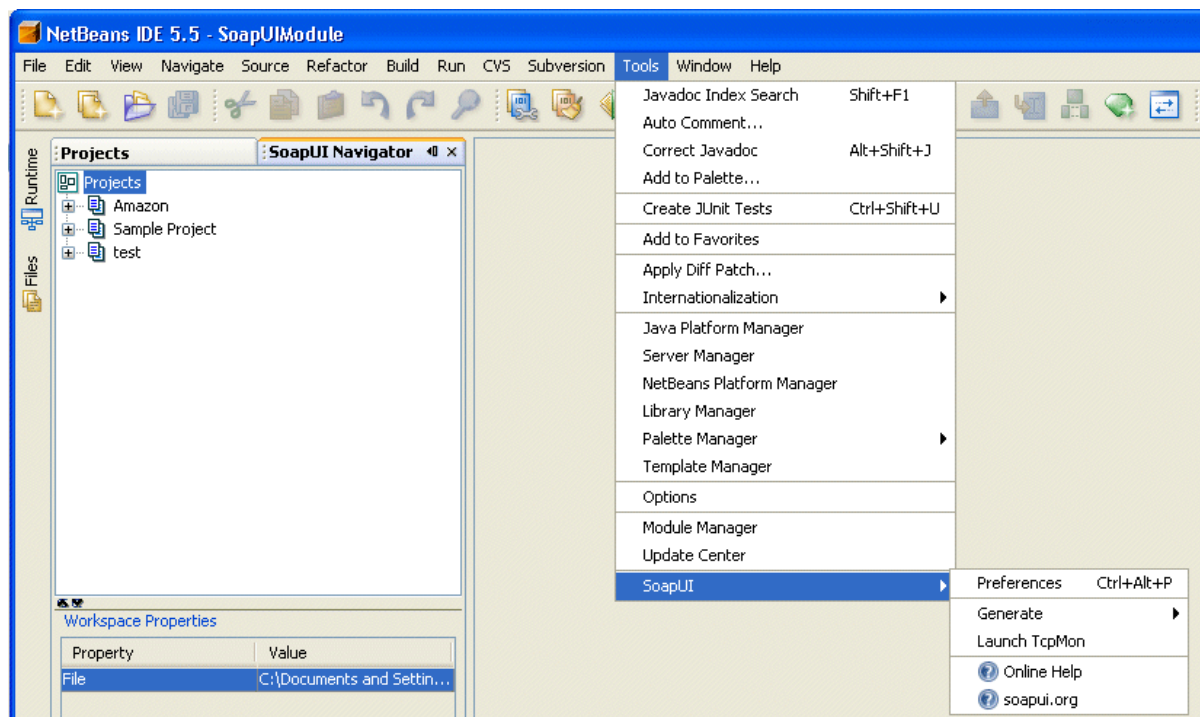 NetBeans IDE 5.5 - SoapUIModule
File Edit View Navigate Source Refactor Build Run CVS Subversion Tools Window Help
Runtime
Files
Projects
SoapUI Navigator
Projects
Amazon
Sample Project
test
Workspace Properties
Property Value
File C:\Documents and Settin...
Javadoc Index Search Shift+F1
Auto Comment...
Correct Javadoc Alt+Shift+J
Add to Palette...
Create JUnit Tests Ctrl+Shift+U
Add to Favorites
Apply Diff Patch...
Internationalization
Java Platform Manager
Server Manager
NetBeans Platform Manager
Library Manager
Palette Manager
Template Manager
Options
Module Manager
Update Center
SoapUI
Preferences Ctrl+Alt+P
Generate
Launch TcpMon
Online Help
soapui.org